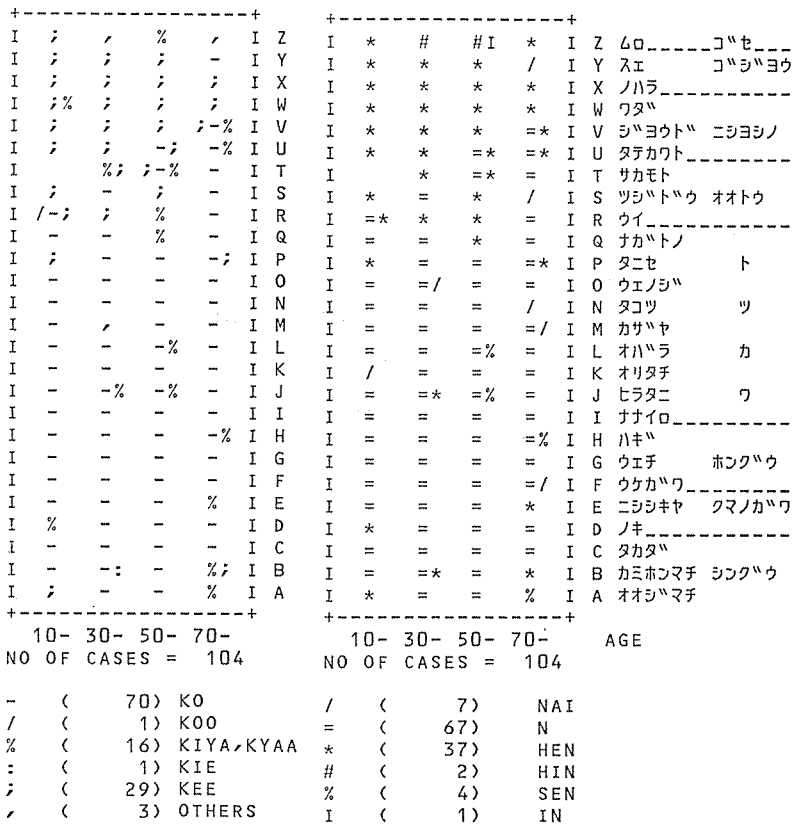 +-----------------+ +-----------------+
I ; , % , I Z I * # #I * I Z ムロ______コ゛セ___
I ; ; ; - I Y I * * * / I Y スエ コ゛シ゛ヨウ
I ; ; ; ; I X I * * * * I X ノハラ__________
I ;% ; ; ; I W I * * * * I W ワタ゛
I ; ; ; ;-% I V I * * * =* I V シ゛ヨウト゛ ニシヨシノ
I ; ; -; -% I U I * * =* =* I U タテカワト________
I %; ;-% - I T I * =* = I T サカモト
I ; - ; - I S I * = * / I S ツシ゛ト゛ウ オオトウ
I /-; ; % - I R I =* * * = I R ウイ___________
I - - % - I Q I = = * = I Q ナカ゛トノ
I ; - - -; I P I * = = =* I P タニセ ト
I - - - - I O I = =/ = = I O ウエノシ゛
I - - - - I N I = = = / I N タコツ ツ
I - , - - I M I = = = =/ I M カサ゛ヤ
I - - -% - I L I = = =% = I L オハ゛ラ カ
I - - - - I K I / = = = I K オリタチ
I - -% -% - I J I = =* =% = I J ヒラタニ ワ
I - - - - I I I = = = = I I ナナイロ_________
I - - - -% I H I = = = =% I H ハキ゛
I - - - - I G I = = = = I G ウエチ ホンク゛ウ
I - - - - I F I = = = =/ I F ウケカ゛ワ________
I - - - % I E I = = = * I E ニシシキヤ クマノカ゛ワ
I % - - - I D I * = = = I D ノキ___________
I - - - - I C I = = = = I C タカタ゛
I - -: - %; I B I = =* = * I B カミホンマチ シンク゛ウ
I ; - - % I A I * = = % I A オオシ゛マチ
+-----------------+ +-----------------+
10- 30- 50- 70- 10- 30- 50- 70- AGE
NO OF CASES = 104 NO OF CASES = 104
- ( 70) KO / ( 7) NAI
/ ( 1) KOO = ( 67) N
% ( 16) KIYA,KYAA * ( 37) HEN
: ( 1) KIE # ( 2) HIN
; ( 29) KEE % ( 4) SEN
, ( 3) OTHERS I ( 1) IN